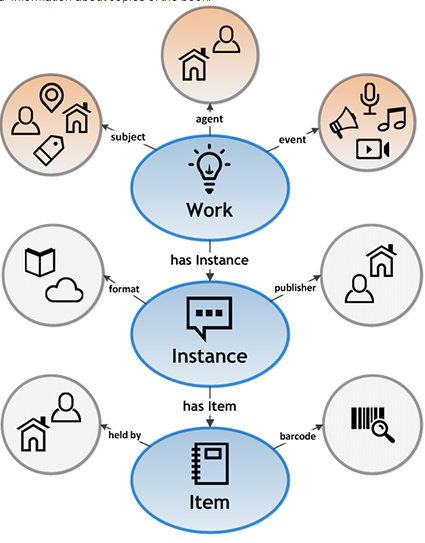 agent
subject
event
Work
has Instance
format
publisher
Instance
has Item
held by
barcode
Item